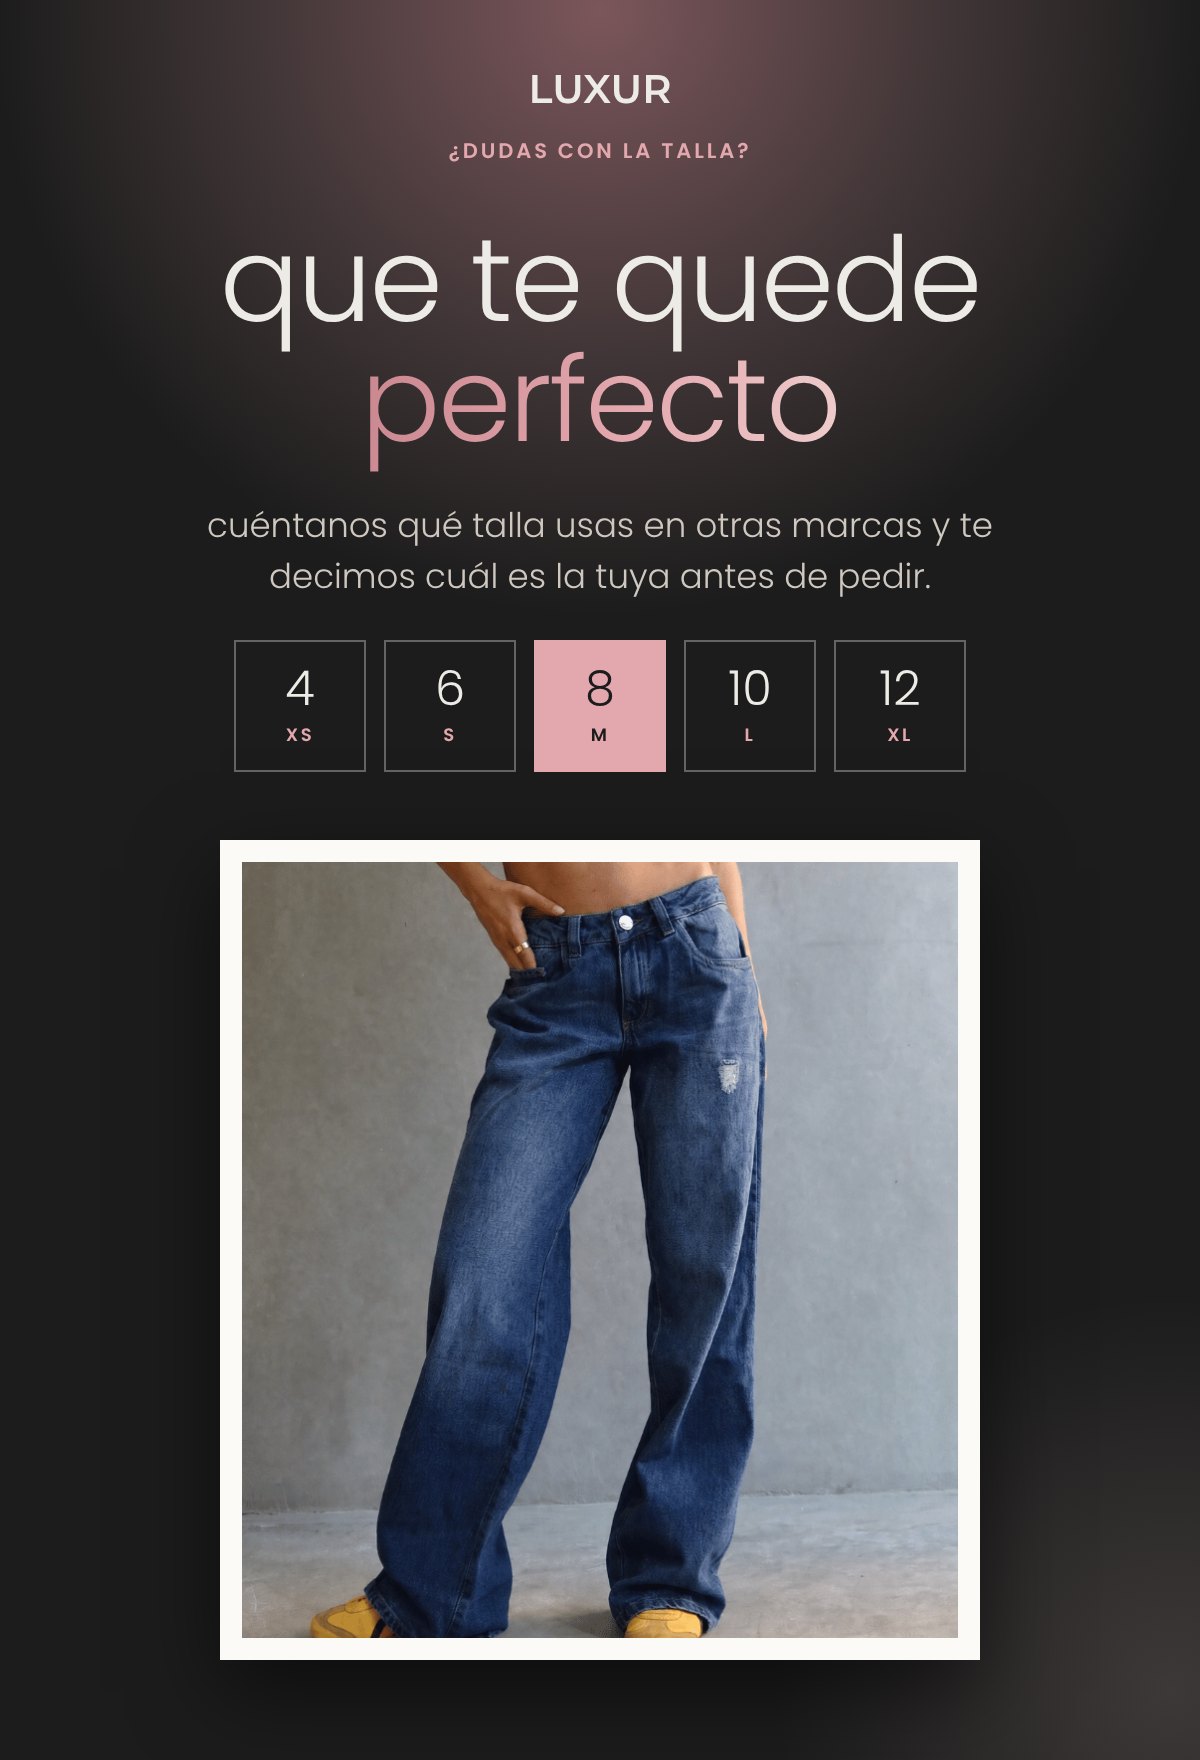 LUXUR
¿DUDAS CON LA TALLA?
que te quede
perfecto
cuéntanos qué talla usas en otras marcas y te
decimos cuál es la tuya antes de pedir.
4 6 8 10 12
XS S M L XL